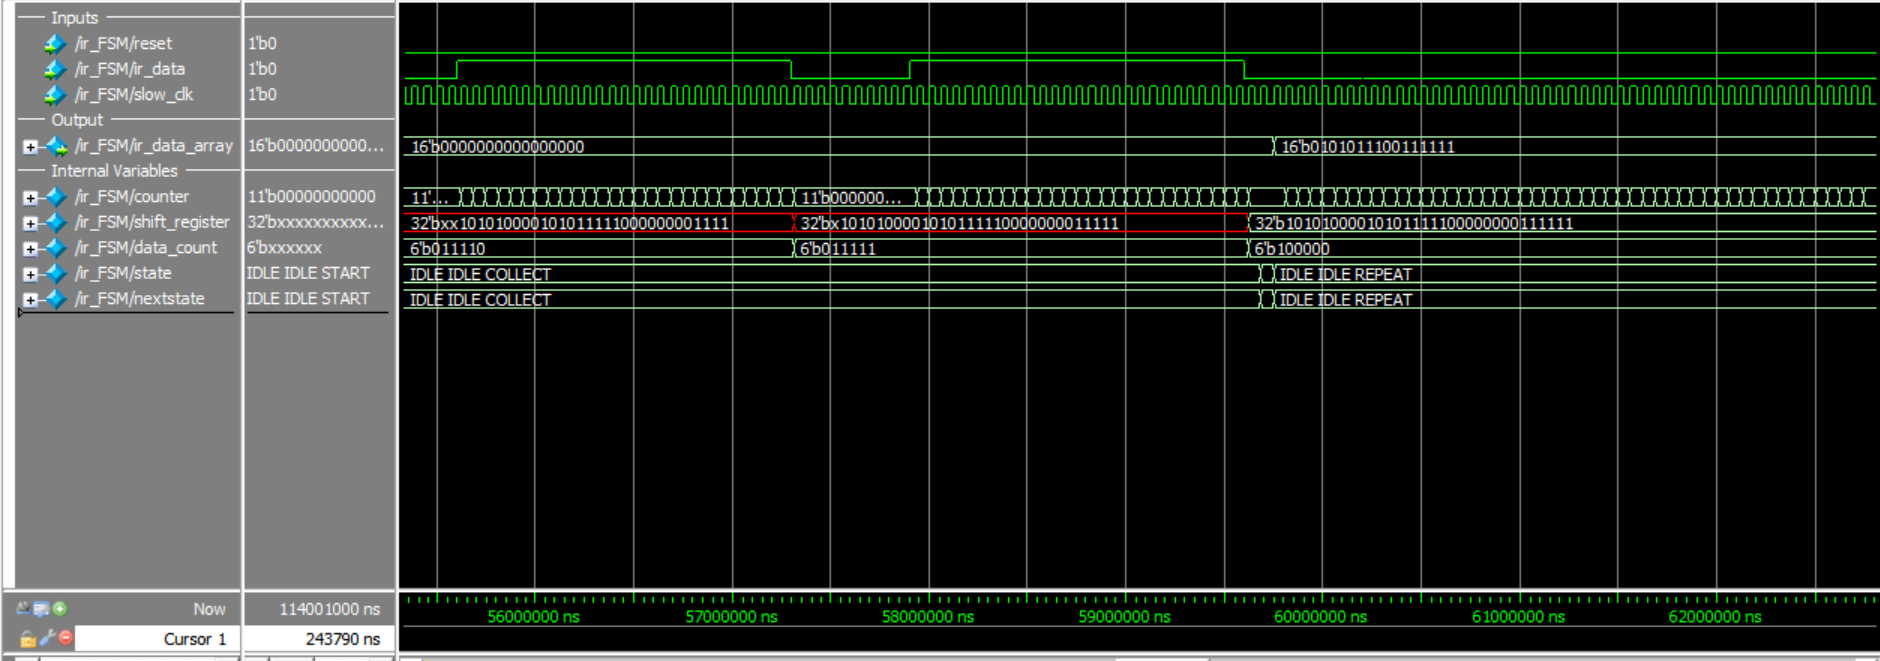 Inputs
/ir_FSM/reset 1'b0
/ir_FSM/ir_data 1'b0
/ir_FSM/slow_clk 1'b0
Output
/ir_FSM/ir_data_array 16'b0000000000... 16'b0000000000000000 16'b0101011100111111
Internal Variables
/ir_FSM/counter 11'b00000000000 11'... 11'b000000...
/ir_FSM/shift_register 32'bxxxxxxxxxx... 32'bxx101010000101011111000000001111 32'bx1010100001010111110000000011111 32'b10101000010101111100000000111111
/ir_FSM/data_count 6'bxxxxxx 6'b011110 6'b011111 6'b100000
/ir_FSM/state IDLE IDLE START IDLE IDLE COLLECT IDLE IDLE REPEAT
/ir_FSM/nextstate IDLE IDLE START IDLE IDLE COLLECT IDLE IDLE REPEAT
Now 114001000 ns 56000000 ns 57000000 ns 58000000 ns 59000000 ns 60000000 ns 61000000 ns 62000000 ns
Cursor 1 243790 ns